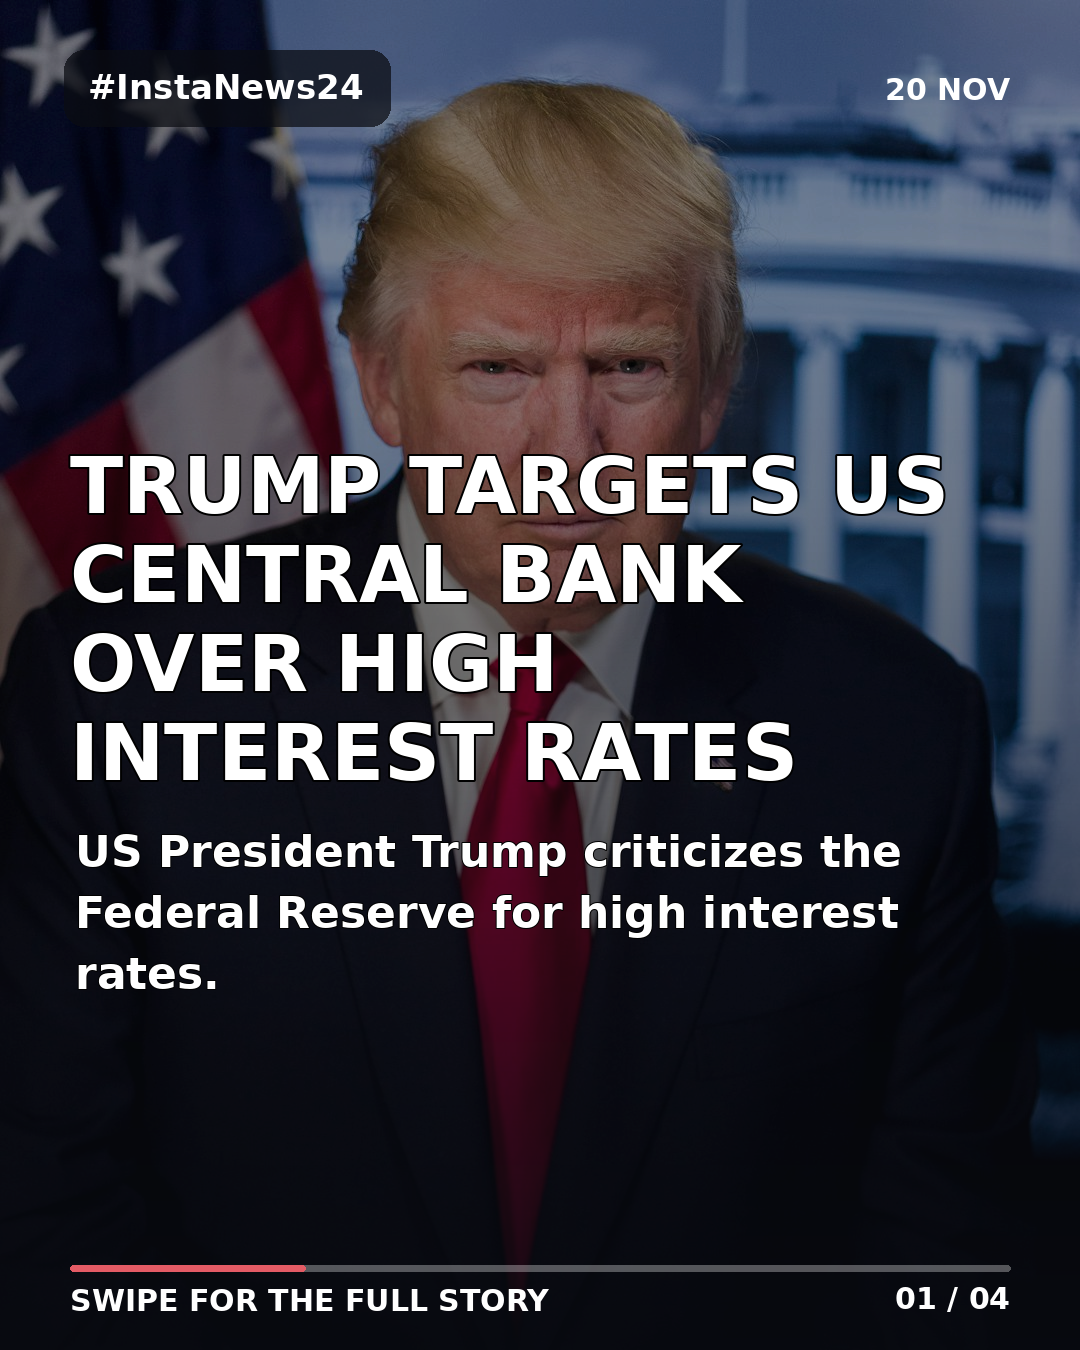 #InstaNews24
20 NOV
TRUMP TARGETS US
CENTRAL BANK
OVER HIGH
INTEREST RATES
US President Trump criticizes the
Federal Reserve for high interest
rates.
SWIPE FOR THE FULL STORY
01 / 04